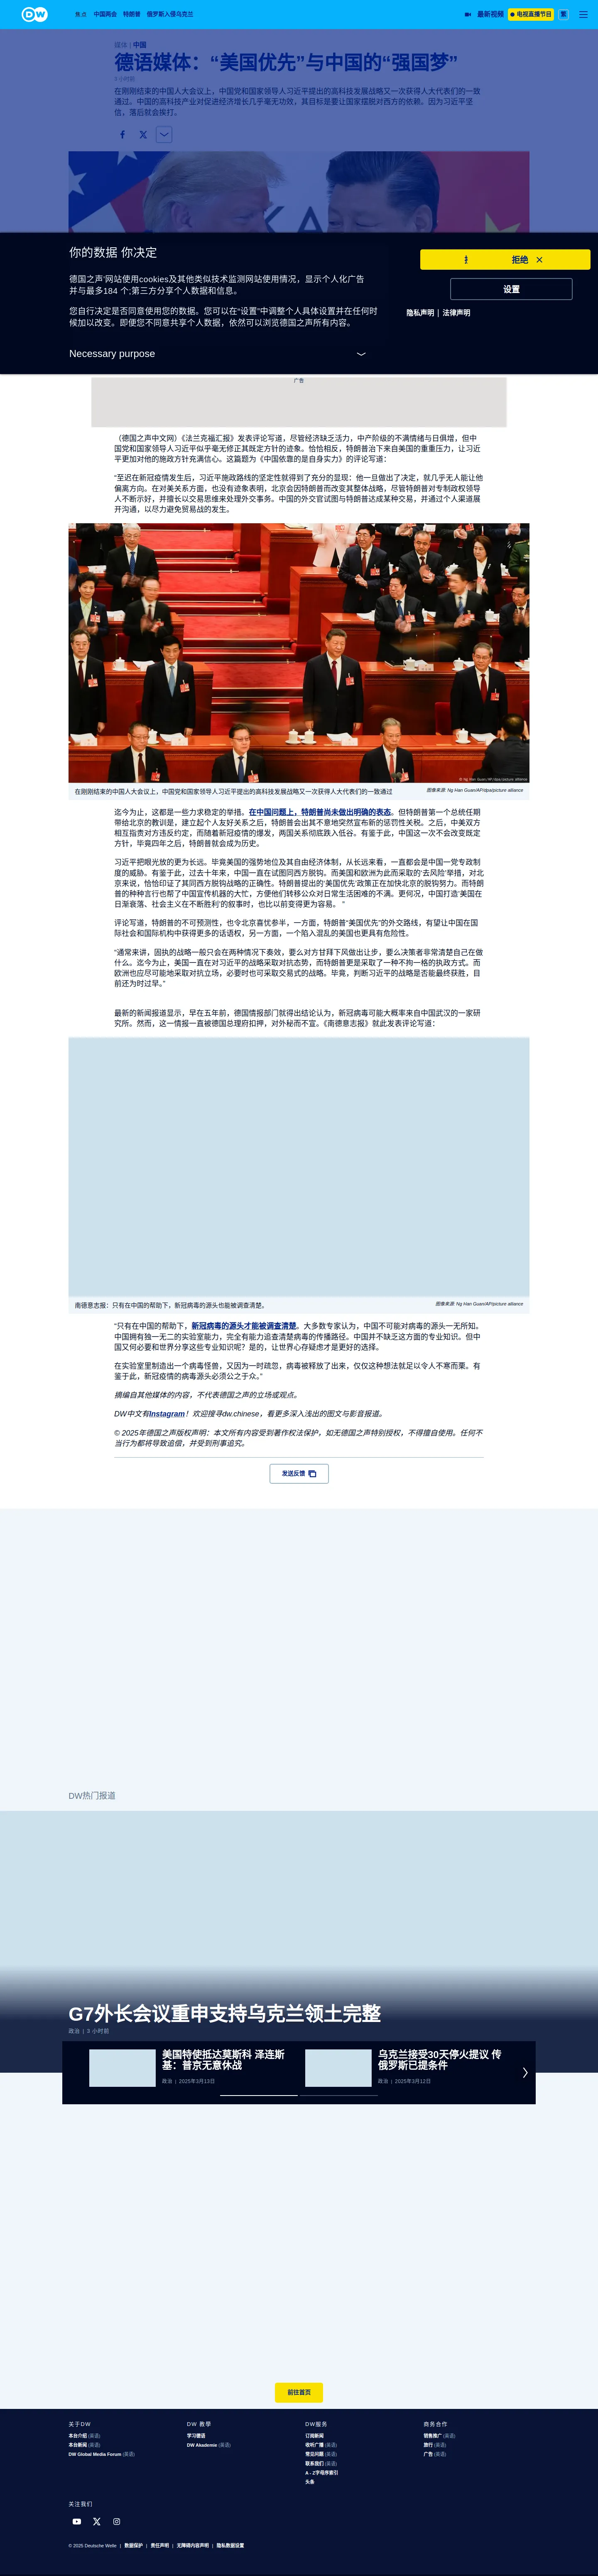 DW
焦点 中国两会 特朗普 俄罗斯入侵乌克兰
最新视频 电视直播节目
媒体 | 中国
德语媒体：“美国优先”与中国的“强国梦”
在刚刚结束的中国人大会议上，中国党和国家领导人习近平提出的高科技发展战略又一次获得人大代表们的一致
通过。中国的高科技产业对促进经济增长几乎毫无功效，其目标是要让国家摆脱对西方的依赖。因为习近平坚
信，落后就会挨打。
你的数据 你决定
德国之声¹网站使用cookies及其他类似技术监测网站使用情况，显示个人化广告
并与最多184 个;第三方分享个人数据和信息。
您自行决定是否同意使用您的数据。您可以在“设置”中调整个人具体设置并在任何时
候加以改变。即便您不同意共享个人数据，依然可以浏览德国之声所有内容。
Necessary purpose
拒绝
设置
隐私声明 | 法律声明
广告
（德国之声中文网）《法兰克福汇报》发表评论写道，尽管经济缺乏活力，中产阶级的不满情绪与日俱增，但中
国党和国家领导人习近平似乎毫无修正其既定方针的迹象。恰恰相反，特朗普治下来自美国的重重压力，让习近
平更加对他的施政方针充满信心。这篇题为《中国依靠的是自身实力》的评论写道：
“至迟在新冠疫情以后，习近平施政路线的坚定性就得到了充分的显现：他一旦做出了决定，就几乎无人能让他
偏离方向。在对美关系方面，也没有迹象表明，北京会因特朗普而改变其整体战略，尽管特朗普对专制政权领导
人不断示好，并擅长以交易思维来处理外交事务。中国的外交官试图与特朗普达成某种交易，并通过个人渠道展
开沟通，以尽力避免贸易战的发生。
© Ng Han Guan/AP/dpa/picture alliance
在刚刚结束的中国人大会议上，中国党和国家领导人习近平提出的高科技发展战略又一次获得人大代表们的一致通过
图像来源: Ng Han Guan/AP/dpa/picture alliance
迄今为止，这都是一些力求稳定的举措。在中国问题上，特朗普尚未做出明确的表态。但特朗普第一个总统任期
带给北京的教训是，建立起个人友好关系之后，特朗普会出其不意地突然宣布新的惩罚性关税。之后，中美双方
相互指责对方违反约定，而随着新冠疫情的爆发，两国关系彻底跌入低谷。有鉴于此，中国这一次不会改变既定
方针，毕竟四年之后，特朗普就会成为历史。
习近平把眼光放的更为长远。毕竟美国的强势地位及其自由经济体制，从长远来看，一直都会是中国一党专政制
度的威胁。有鉴于此，过去十年来，中国一直在试图同西方脱钩。而美国和欧洲为此而采取的‘去风险’举措，对北
京来说，恰恰印证了其同西方脱钩战略的正确性。特朗普提出的‘美国优先’政策正在加快北京的脱钩努力。而特朗
普的种种言行也帮了中国宣传机器的大忙，方便他们转移公众对日常生活困难的不满。更何况，中国打造‘美国在
日渐衰落、社会主义在不断胜利’的叙事时，也比以前变得更为容易。 ”
评论写道，特朗普的不可预测性，也令北京喜忧参半，一方面，特朗普“美国优先”的外交路线，有望让中国在国
际社会和国际机构中获得更多的话语权，另一方面，一个陷入混乱的美国也更具有危险性。
“通常来讲，固执的战略一般只会在两种情况下奏效，要么对方甘拜下风做出让步，要么决策者非常清楚自己在做
什么。迄今为止，美国一直在对习近平的战略采取对抗态势，而特朗普更是采取了一种不拘一格的执政方式。而
欧洲也应尽可能地采取对抗立场，必要时也可采取交易式的战略。毕竟，判断习近平的战略是否能最终获胜，目
前还为时过早。”
最新的新闻报道显示，早在五年前，德国情报部门就得出结论认为，新冠病毒可能大概率来自中国武汉的一家研
究所。然而，这一情报一直被德国总理府扣押，对外秘而不宣。《南德意志报》就此发表评论写道：
南德意志报：只有在中国的帮助下，新冠病毒的源头也能被调查清楚。
图像来源: Ng Han Guan/AP/picture alliance
“只有在中国的帮助下，新冠病毒的源头才能被调查清楚。大多数专家认为，中国不可能对病毒的源头一无所知。
中国拥有独一无二的实验室能力，完全有能力追查清楚病毒的传播路径。中国并不缺乏这方面的专业知识。但中
国又何必要和世界分享这些专业知识呢？是的，让世界心存疑虑才是更好的选择。
在实验室里制造出一个病毒怪兽，又因为一时疏忽，病毒被释放了出来，仅仅这种想法就足以令人不寒而栗。有
鉴于此，新冠疫情的病毒源头必须公之于众。”
摘编自其他媒体的内容，不代表德国之声的立场或观点。
DW中文有Instagram！欢迎搜寻dw.chinese，看更多深入浅出的图文与影音报道。
© 2025年德国之声版权声明：本文所有内容受到著作权法保护，如无德国之声特别授权，不得擅自使用。任何不
当行为都将导致追偿，并受到刑事追究。
发送反馈
DW热门报道
G7外长会议重申支持乌克兰领土完整
政治 | 3 小时前
美国特使抵达莫斯科 泽连斯
基：普京无意休战
政治 | 2025年3月13日
乌克兰接受30天停火提议 传
俄罗斯已提条件
政治 | 2025年3月12日
前往首页
关于DW
本台介绍 (英语)
本台新闻 (英语)
DW Global Media Forum (英语)
DW 教学
学习德语
DW Akademie (英语)
DW服务
订阅新闻
收听广播 (英语)
常见问题 (英语)
联系我们 (英语)
A - Z字母序索引
头条
商务合作
销售推广 (英语)
旅行 (英语)
广告 (英语)
关注我们
© 2025 Deutsche Welle | 数据保护 | 责任声明 | 无障碍内容声明 | 隐私数据设置